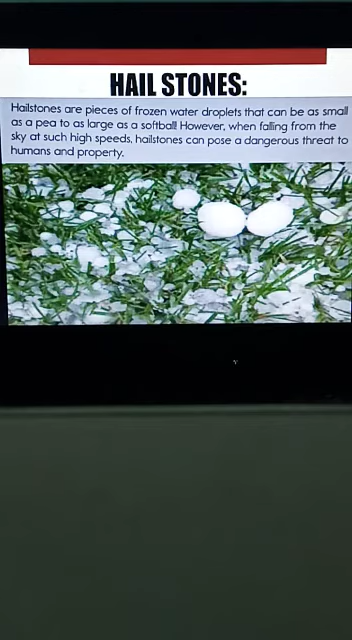 HAIL STONES:
Hailstones are pieces of frozen water droplets that can be as small
as a pea to as large as a softball! However, when falling from the
sky at such high speeds, hailstones can pose a dangerous threat to
humans and property.